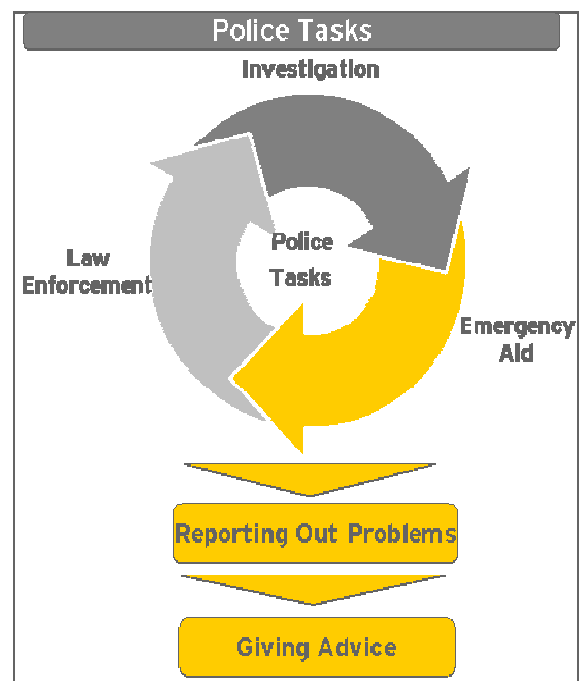 Police Tasks
Investigation
Police
Tasks
Law
Enforcement
Emergency
Aid
Reporting Out Problems
Giving Advice